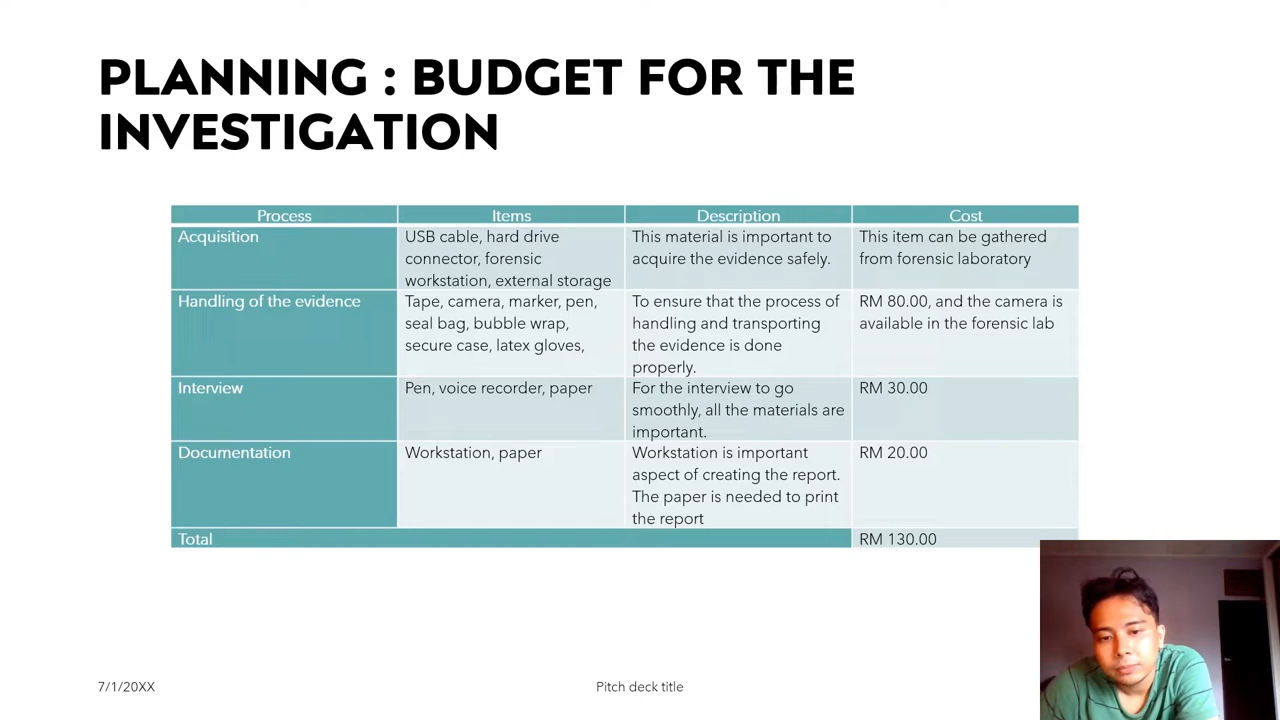 PLANNING : BUDGET FOR THE
INVESTIGATION
Process
Items
Description
Cost
Acquisition
USB cable, hard drive
connector, forensic
workstation, external storage
This material is important to
acquire the evidence safely.
This item can be gathered
from forensic laboratory
Handling of the evidence
Tape, camera, marker, pen,
seal bag, bubble wrap,
secure case, latex gloves,
To ensure that the process of
handling and transporting
the evidence is done
properly.
RM 80.00, and the camera is
available in the forensic lab
Interview
Pen, voice recorder, paper
For the interview to go
smoothly, all the materials are
important.
RM 30.00
Documentation
Workstation, paper
Workstation is important
aspect of creating the report.
The paper is needed to print
the report
RM 20.00
Total
RM 130.00
7/1/20XX
Pitch deck title